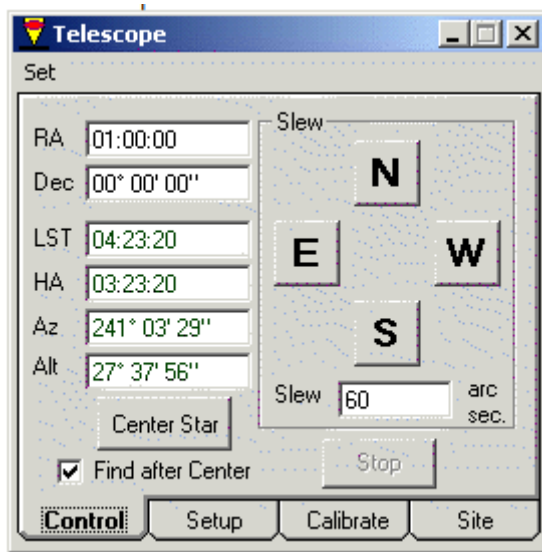 Telescope
Set
RA 01:00:00
Dec 00° 00' 00"
LST 04:23:20
HA 03:23:20
Az 241° 03' 29"
Alt 27° 37' 56"
Center Star
Find after Center
Slew
N
E W
S
Slew 60 arc sec.
Stop
Control Setup Calibrate Site